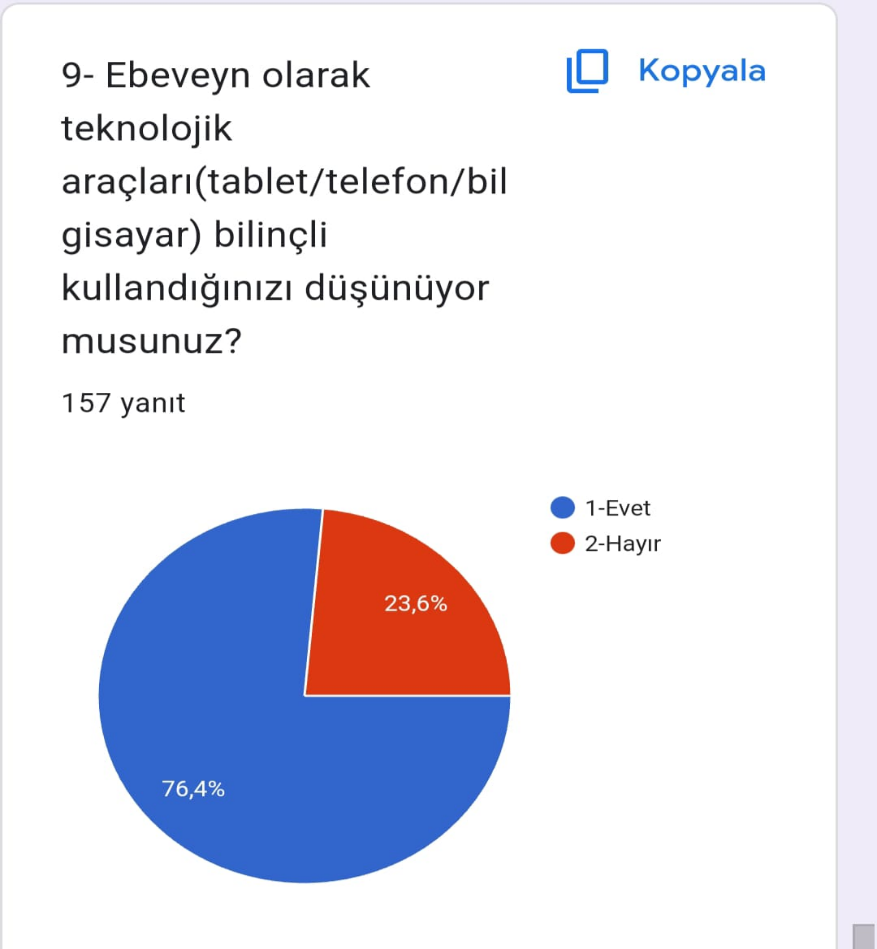 9- Ebeveyn olarak
teknolojik
araçları(tablet/telefon/bil
gisayar) bilinçli
kullandığınızı düşünüyor
musunuz?
Kopyala
157 yanıt
1-Evet
2-Hayır
23,6%
76,4%